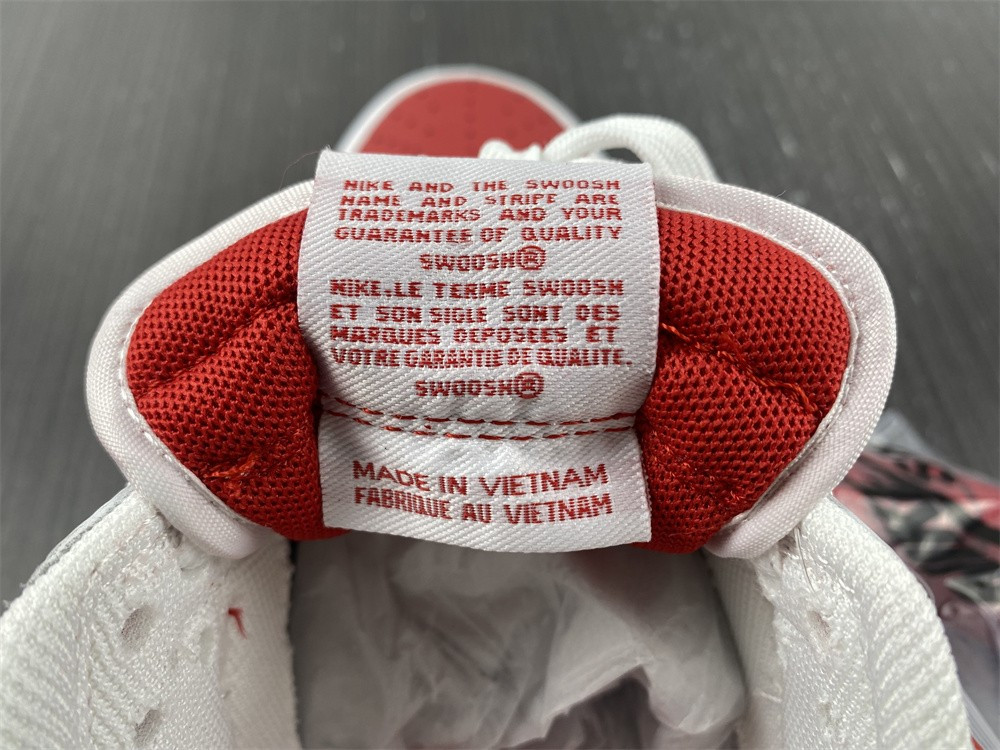 NIKE AND THE SWOOSH
NAME AND STRIPE ARE
TRADEMARKS AND YOUR
GUARANTEE OF QUALITY
SWOOSH®
NIKE.LE TERME SWOOSH
ET SON SIGLE SONT DES
MARQUES DEPOSEES ET
VOTRE GARANTIE DE QUALITE.
SWOOSH®
MADE IN VIETNAM
FABRIQUE AU VIETNAM